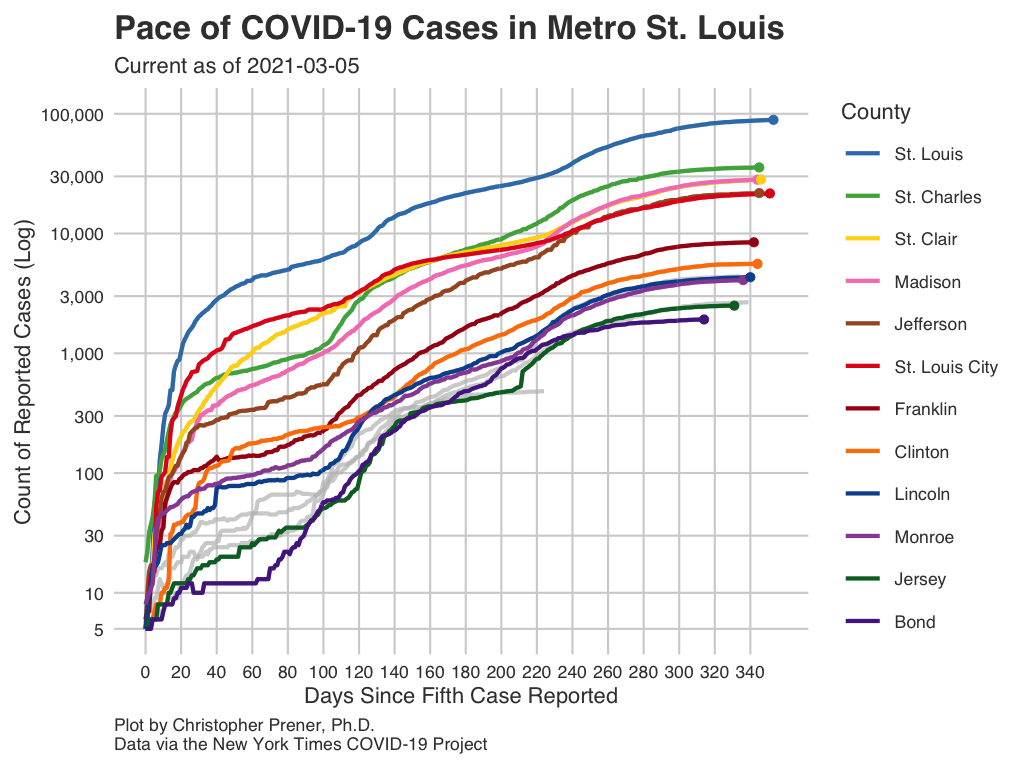 Pace of COVID-19 Cases in Metro St. Louis
Current as of 2021-03-05
Count of Reported Cases (Log)
100,000
30,000
10,000
3,000
1,000
300
100
30
10
5
0 20 40 60 80 100 120 140 160 180 200 220 240 260 280 300 320 340
Days Since Fifth Case Reported
County
St. Louis
St. Charles
St. Clair
Madison
Jefferson
St. Louis City
Franklin
Clinton
Lincoln
Monroe
Jersey
Bond
Plot by Christopher Prener, Ph.D.
Data via the New York Times COVID-19 Project